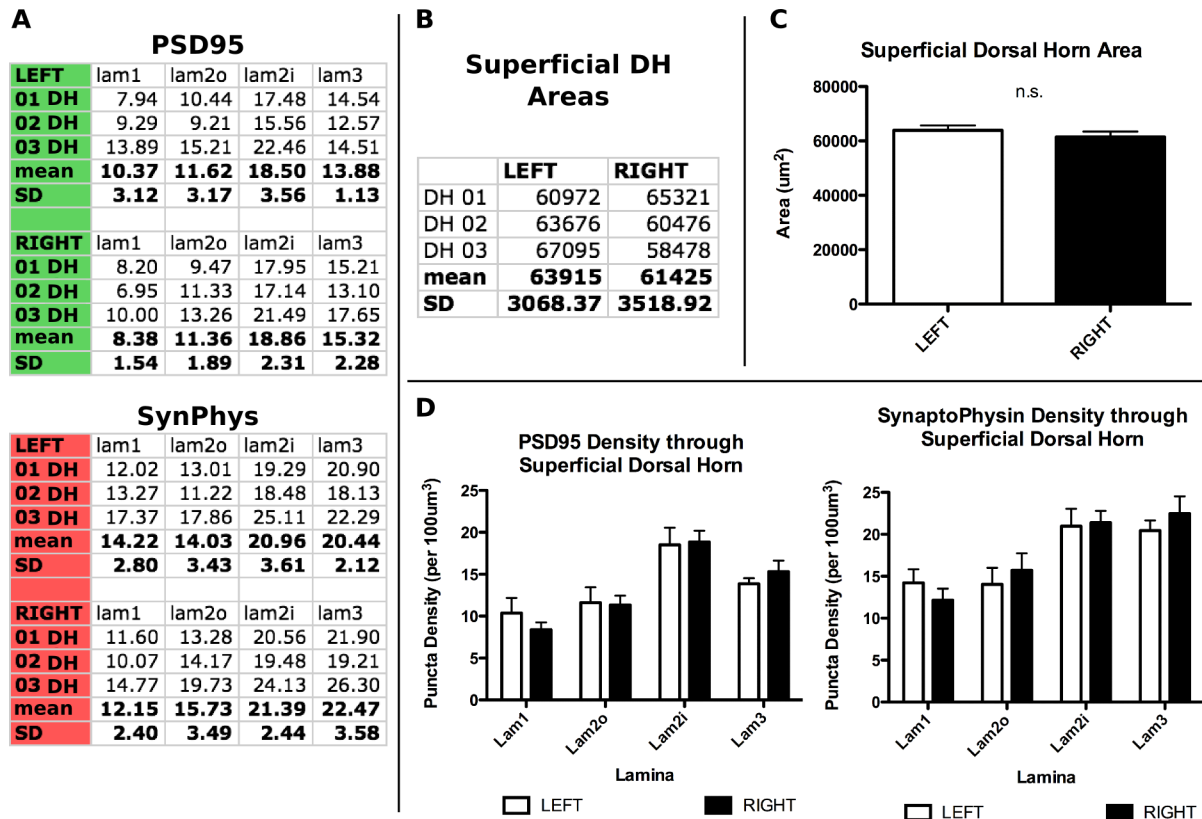 A
PSD95
LEFT lam1 lam2o lam2i lam3
01 DH 7.94 10.44 17.48 14.54
02 DH 9.29 9.21 15.56 12.57
03 DH 13.89 15.21 22.46 14.51
mean 10.37 11.62 18.50 13.88
SD 3.12 3.17 3.56 1.13
RIGHT lam1 lam2o lam2i lam3
01 DH 8.20 9.47 17.95 15.21
02 DH 6.95 11.33 17.14 13.10
03 DH 10.00 13.26 21.49 17.65
mean 8.38 11.36 18.86 15.32
SD 1.54 1.89 2.31 2.28
SynPhys
LEFT lam1 lam2o lam2i lam3
01 DH 12.02 13.01 19.29 20.90
02 DH 13.27 11.22 18.48 18.13
03 DH 17.37 17.86 25.11 22.29
mean 14.22 14.03 20.96 20.44
SD 2.80 3.43 3.61 2.12
RIGHT lam1 lam2o lam2i lam3
01 DH 11.60 13.28 20.56 21.90
02 DH 10.07 14.17 19.48 19.21
03 DH 14.77 19.73 24.13 26.30
mean 12.15 15.73 21.39 22.47
SD 2.40 3.49 2.44 3.58
B
Superficial DH
Areas
LEFT RIGHT
DH 01 60972 65321
DH 02 63676 60476
DH 03 67095 58478
mean 63915 61425
SD 3068.37 3518.92
C
Superficial Dorsal Horn Area
n.s.
Area (um²)
80000
60000
40000
20000
0
LEFT RIGHT
D
PSD95 Density through
Superficial Dorsal Horn
Puncta Density (per 100um³)
25
20
15
10
5
0
Lam1 Lam2o Lam2i Lam3
Lamina
LEFT RIGHT
SynaptoPhysin Density through
Superficial Dorsal Horn
Puncta Density (per 100um³)
25
20
15
10
5
0
Lam1 Lam2o Lam2i Lam3
Lamina
LEFT RIGHT